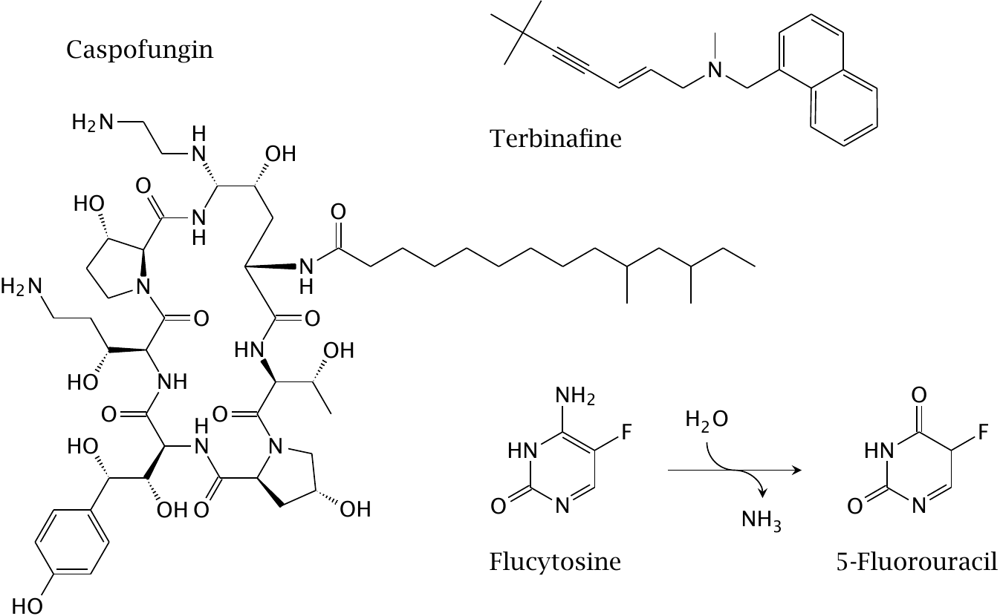 Caspofungin
Terbinafine
N
H₂N
H
N
OH
O
HO
N
H
O
N
H
H₂N
N
O
O
HN
OH
HO
NH
O
O
H
N
HO
N
OH
O
OH
HO
NH₂
F
HN
O
N
H₂O
NH₃
O
F
HN
O
N
Flucytosine
5-Fluorouracil